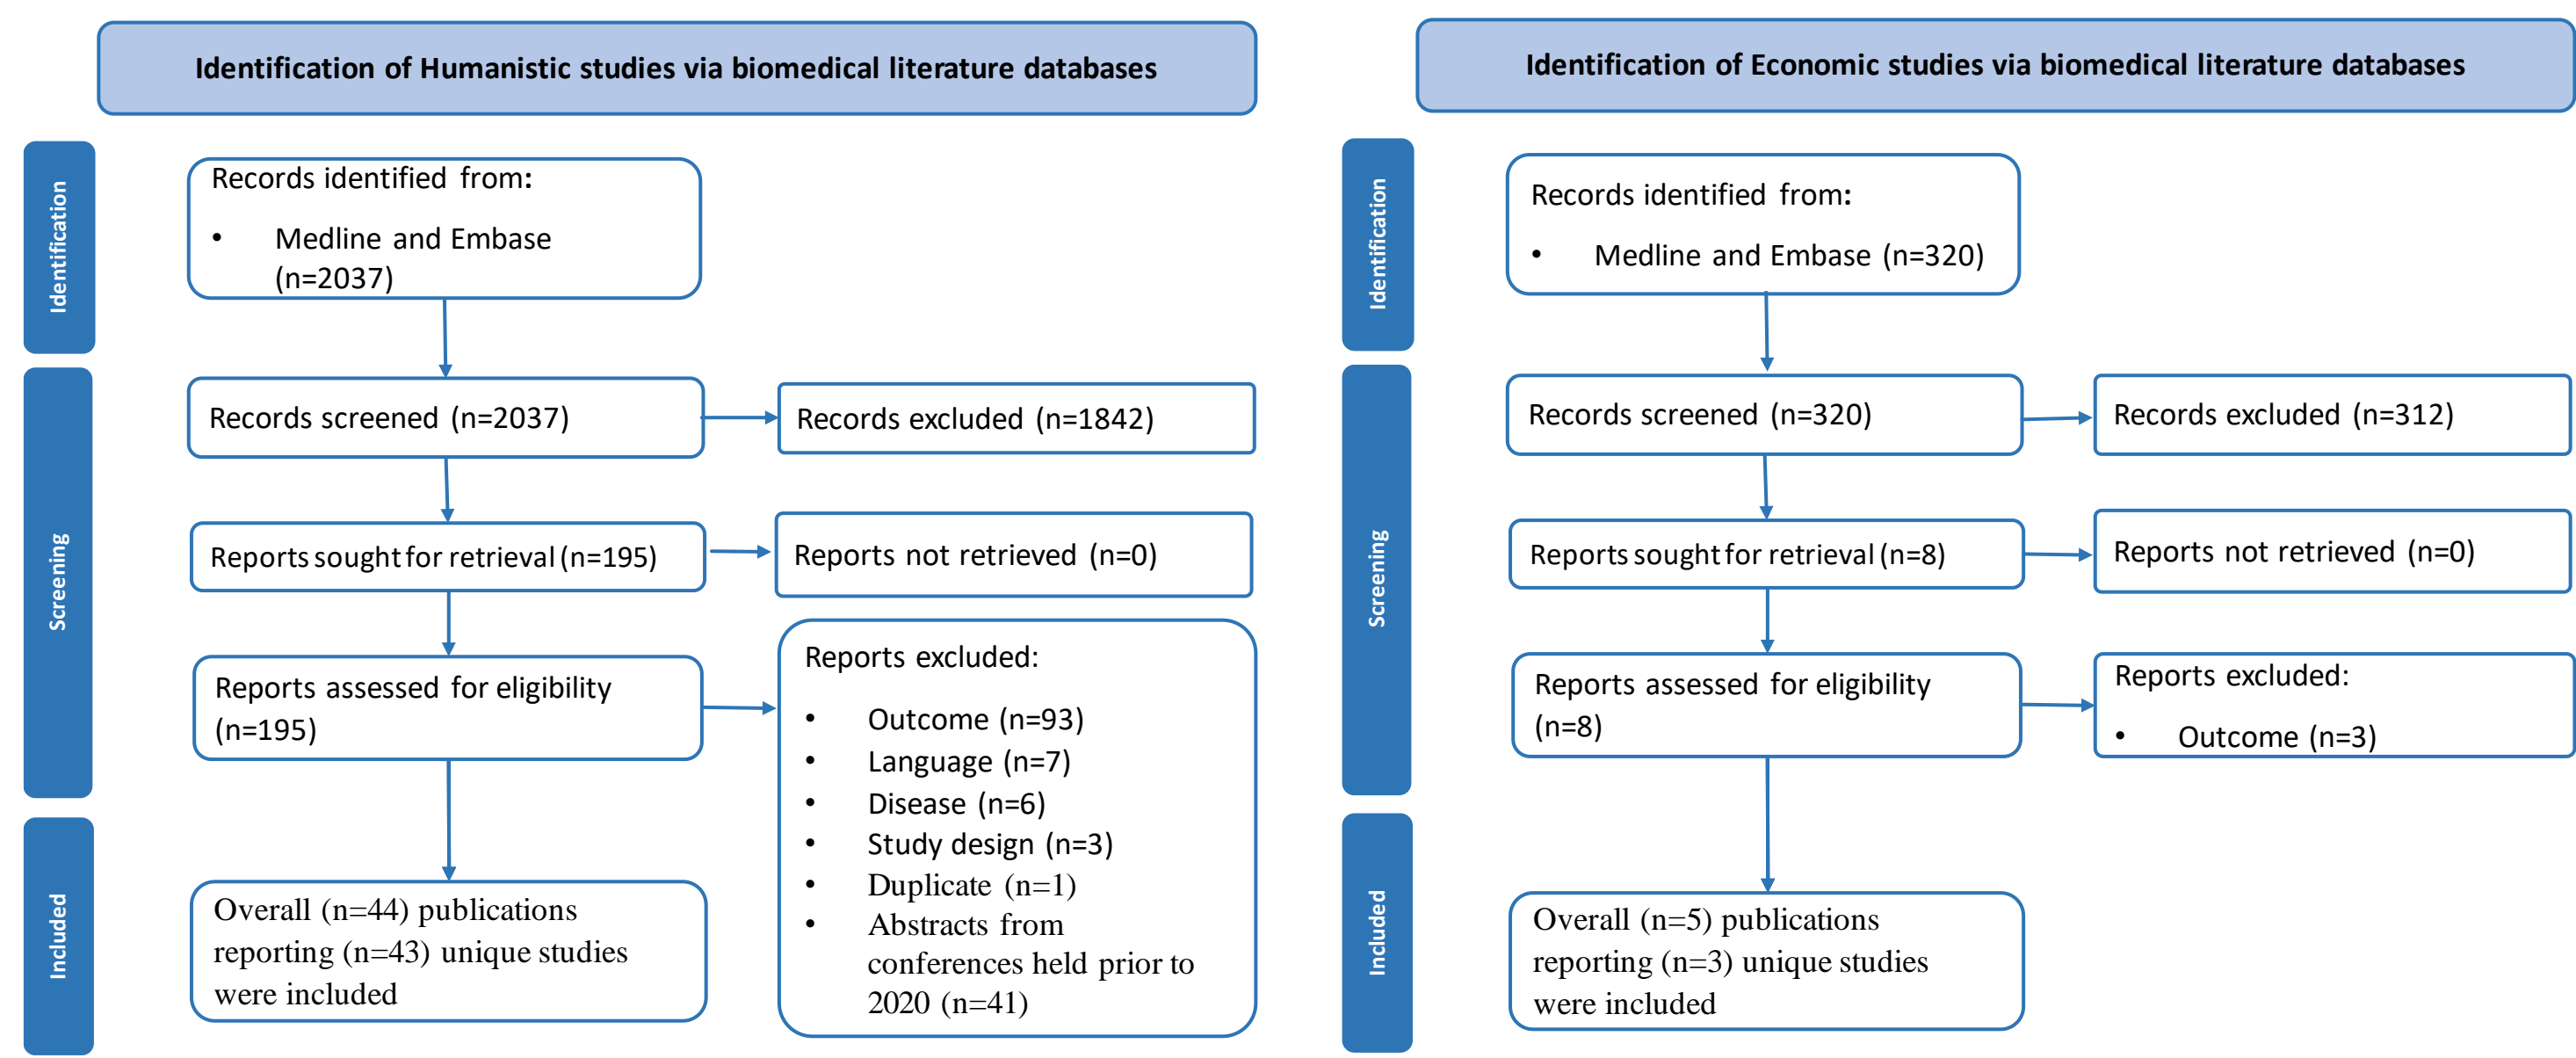 Identification of Humanistic studies via biomedical literature databases
Identification
Records identified from:
• Medline and Embase
(n=2037)
Screening
Records screened (n=2037)
Records excluded (n=1842)
Reports sought for retrieval (n=195)
Reports not retrieved (n=0)
Reports assessed for eligibility
(n=195)
Reports excluded:
• Outcome (n=93)
• Language (n=7)
• Disease (n=6)
• Study design (n=3)
• Duplicate (n=1)
• Abstracts from
conferences held prior to
2020 (n=41)
Included
Overall (n=44) publications
reporting (n=43) unique studies
were included
Identification of Economic studies via biomedical literature databases
Identification
Records identified from:
• Medline and Embase (n=320)
Screening
Records screened (n=320)
Records excluded (n=312)
Reports sought for retrieval (n=8)
Reports not retrieved (n=0)
Reports assessed for eligibility
(n=8)
Reports excluded:
• Outcome (n=3)
Included
Overall (n=5) publications
reporting (n=3) unique studies
were included